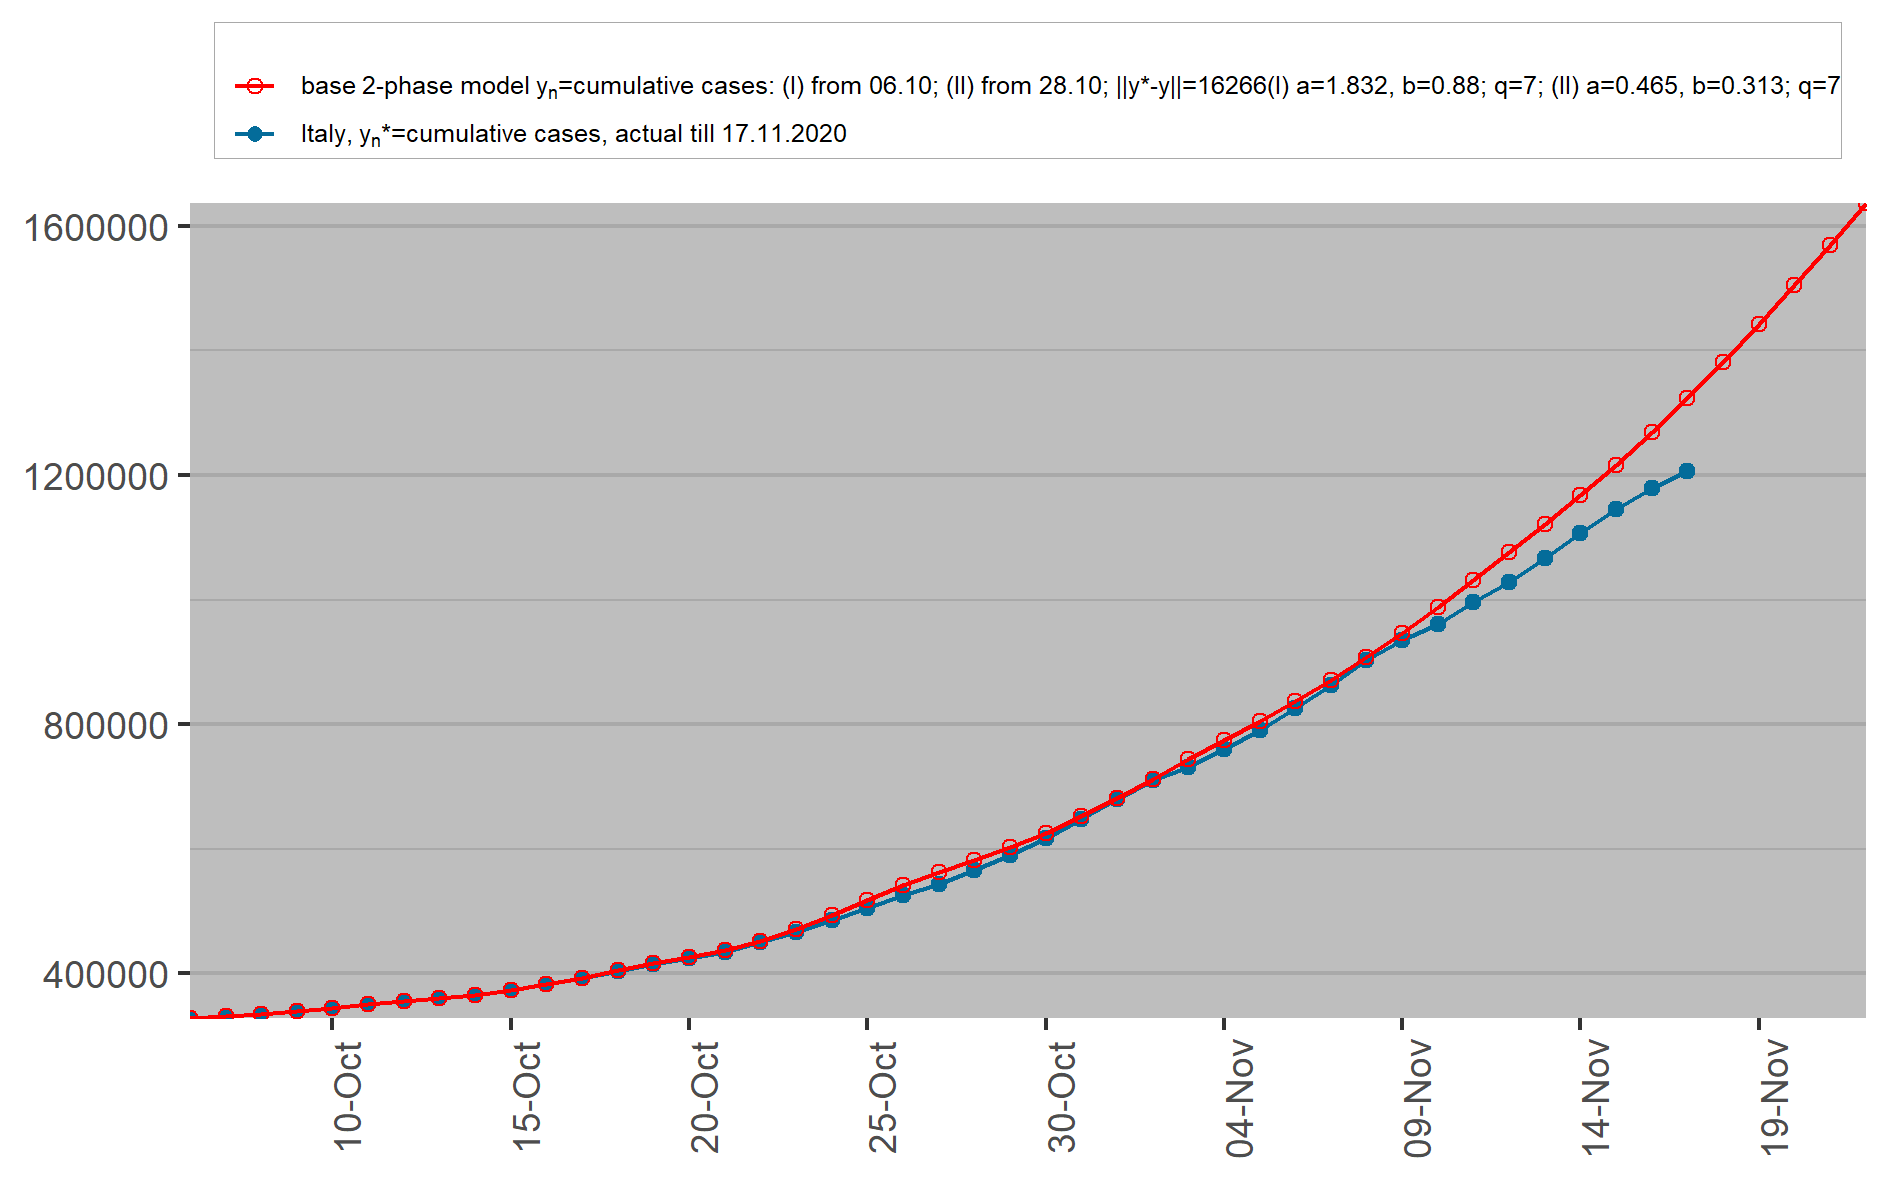 base 2-phase model yn=cumulative cases: (I) from 06.10; (II) from 28.10; ||y*-y||=16266(I) a=1.832, b=0.88; q=7; (II) a=0.465, b=0.313; q=7
Italy, yn*=cumulative cases, actual till 17.11.2020
1600000
1200000
800000
400000
10-Oct
15-Oct
20-Oct
25-Oct
30-Oct
04-Nov
09-Nov
14-Nov
19-Nov